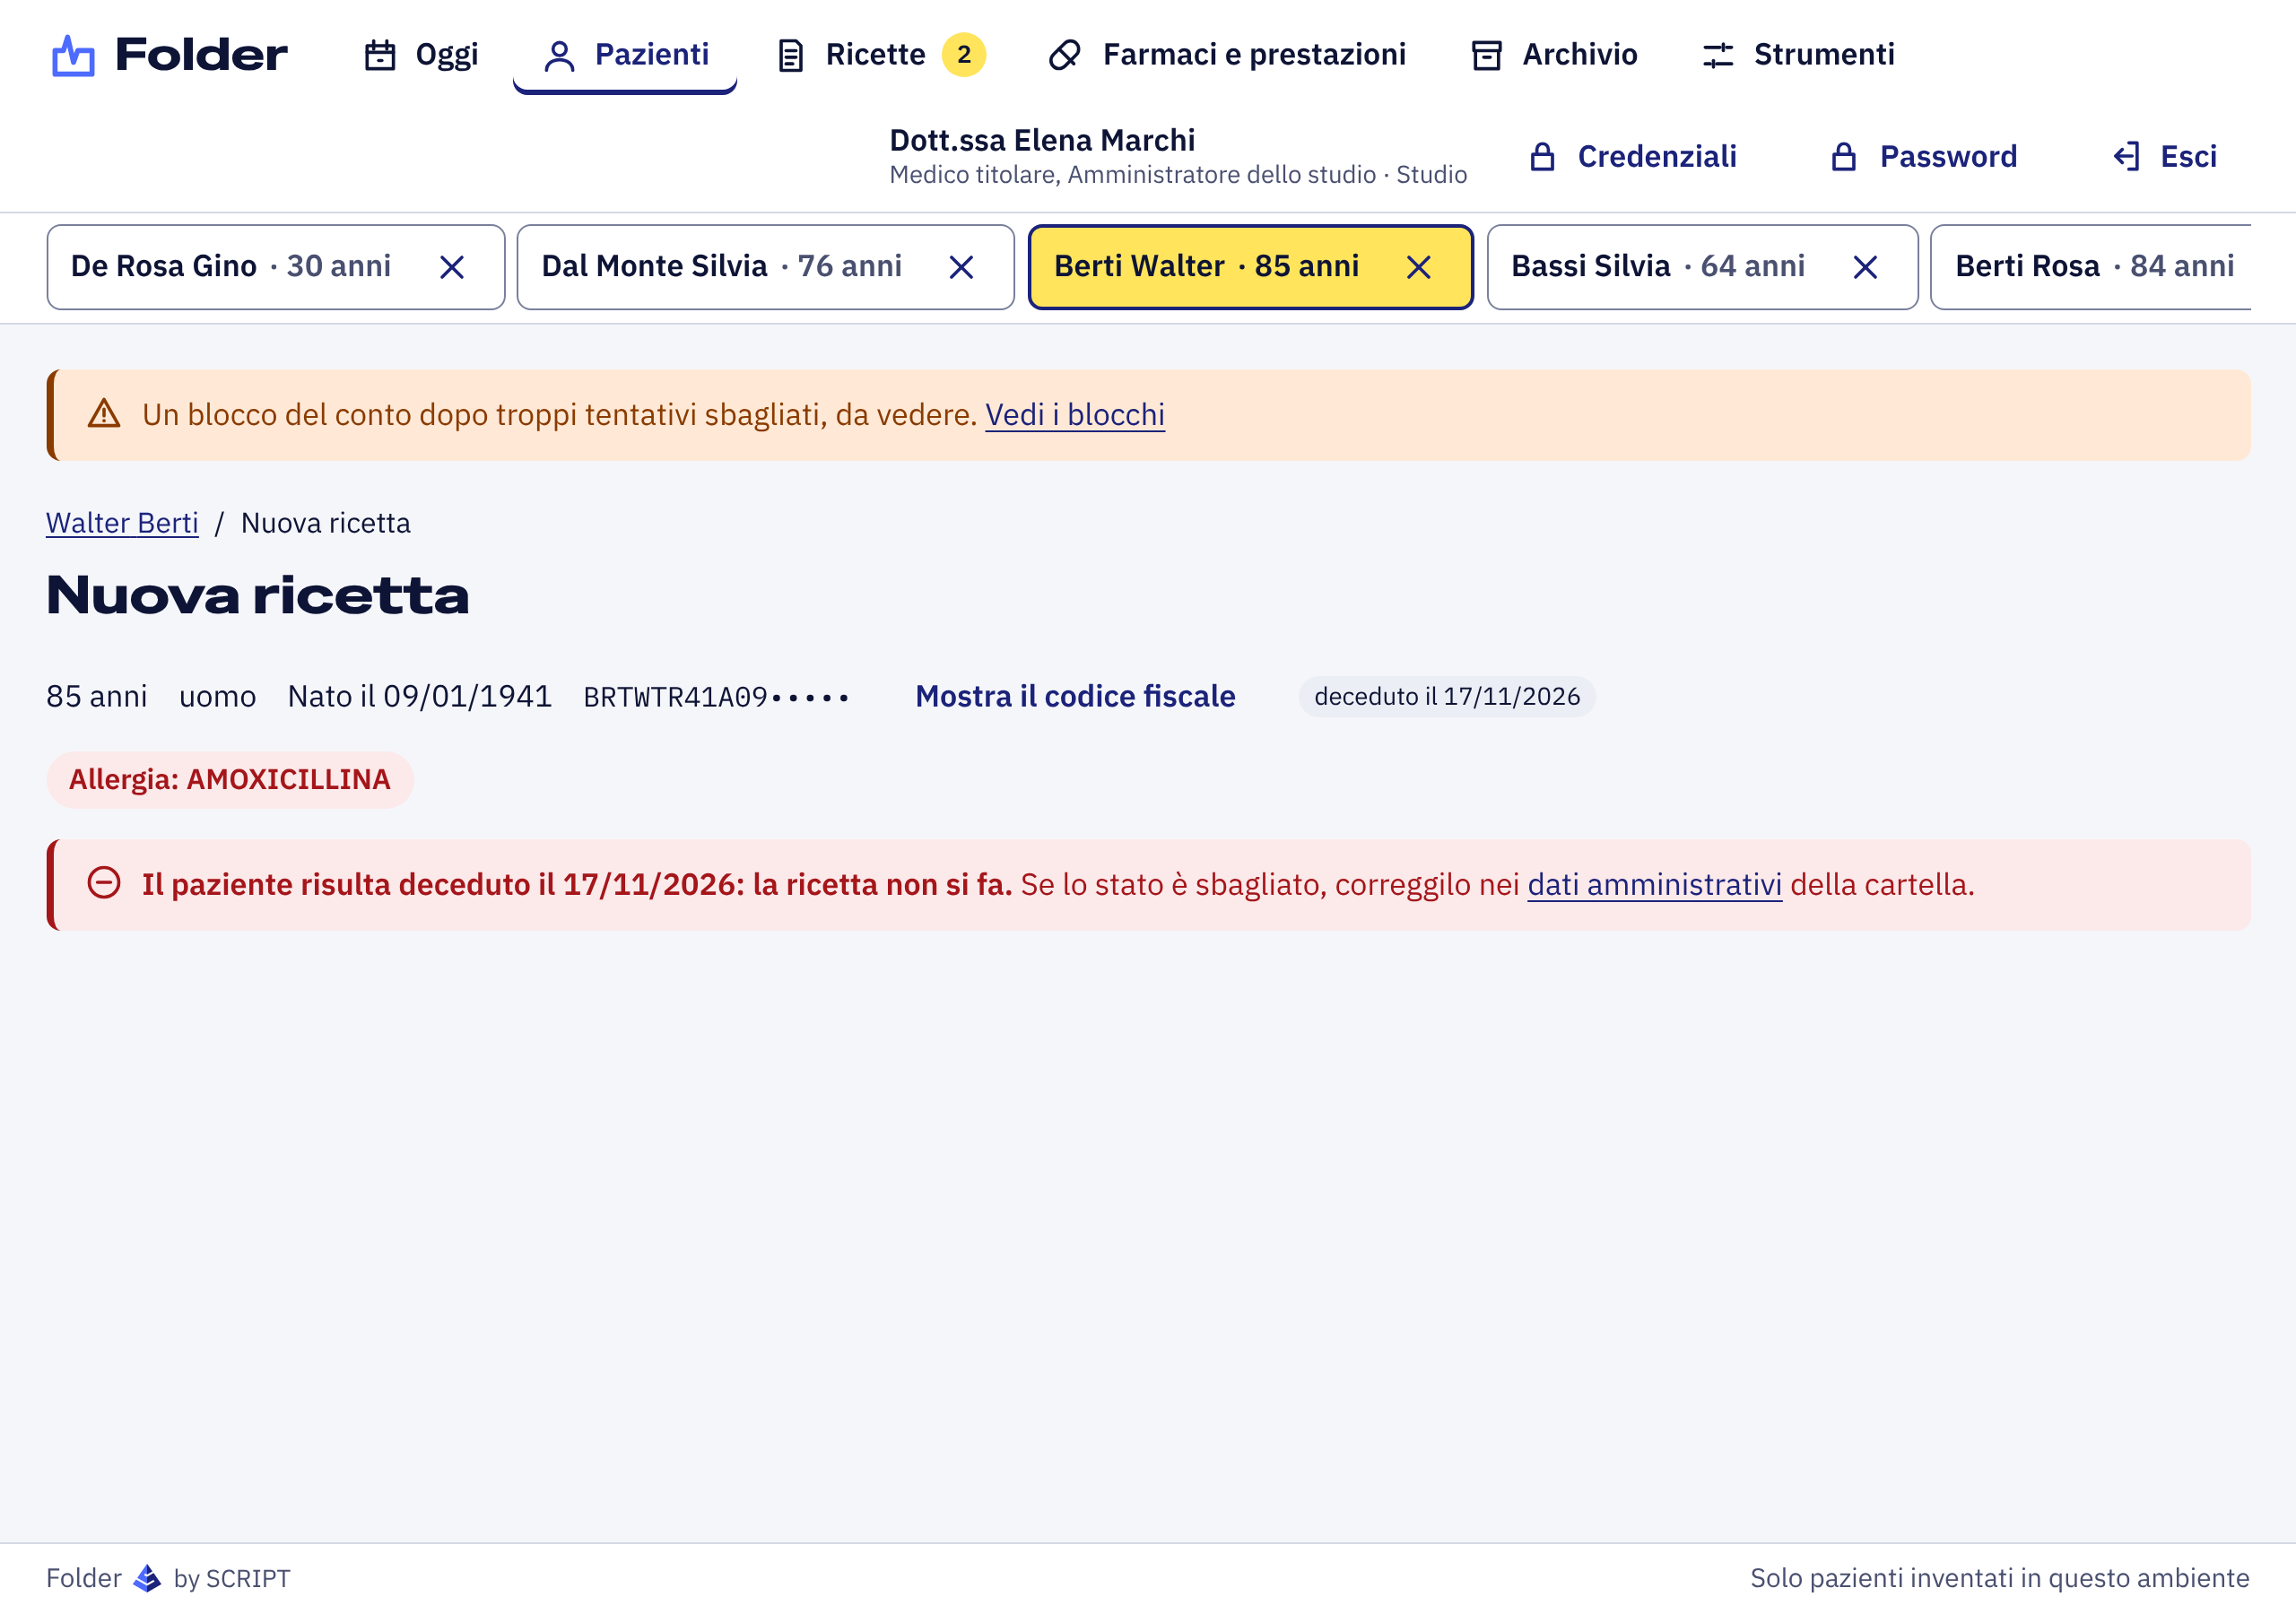 Folder Oggi Pazienti Ricette 2 Farmaci e prestazioni Archivio Strumenti
Dott.ssa Elena Marchi
Medico titolare, Amministratore dello studio · Studio
Credenziali Password Esci
De Rosa Gino · 30 anni Dal Monte Silvia · 76 anni Berti Walter · 85 anni Bassi Silvia · 64 anni Berti Rosa · 84 anni
Un blocco del conto dopo troppi tentativi sbagliati, da vedere. Vedi i blocchi
Walter Berti / Nuova ricetta
Nuova ricetta
85 anni uomo Nato il 09/01/1941 BRTWTR41A09••••• Mostra il codice fiscale deceduto il 17/11/2026
Allergia: AMOXICILLINA
Il paziente risulta deceduto il 17/11/2026: la ricetta non si fa. Se lo stato è sbagliato, correggilo nei dati amministrativi della cartella.
Folder by SCRIPT
Solo pazienti inventati in questo ambiente